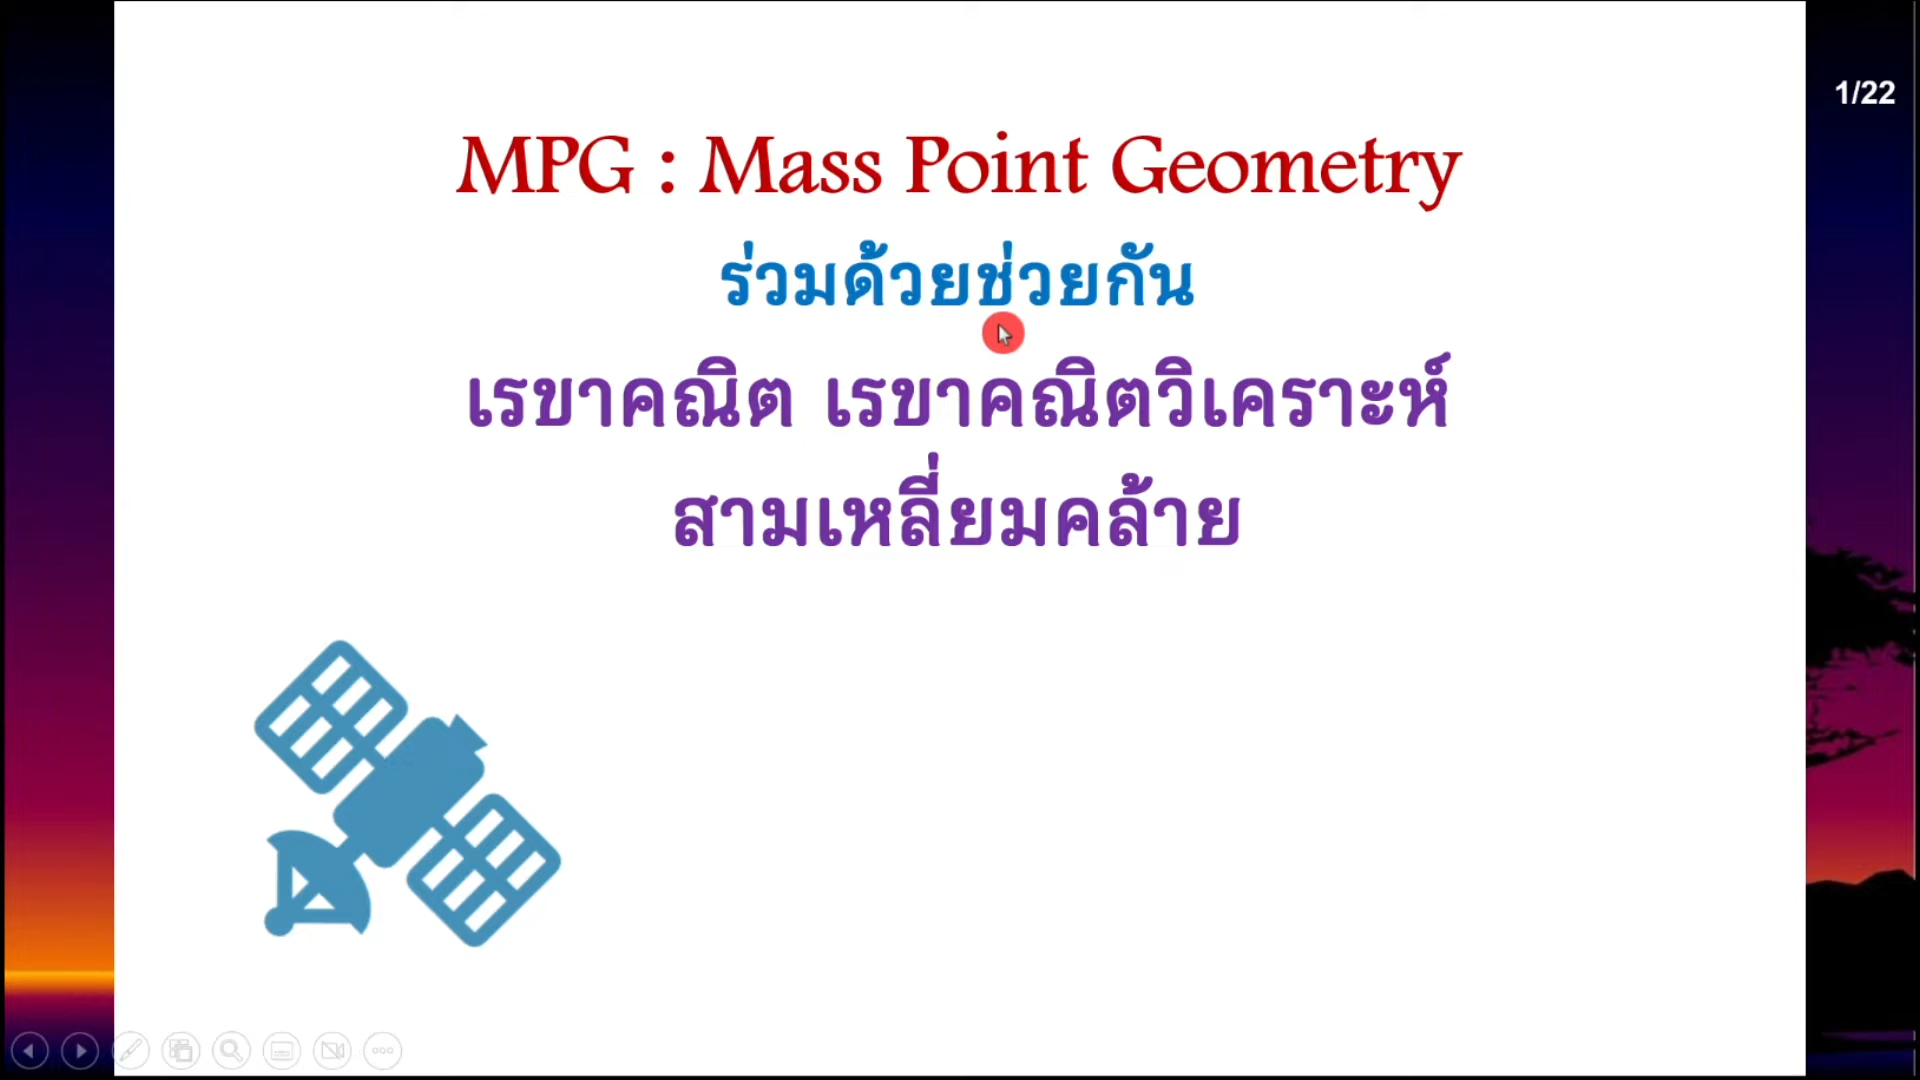 1/22
MPG : Mass Point Geometry
ร่วมด้วยช่วยกัน
เรขาคณิต เรขาคณิตวิเคราะห์
สามเหลี่ยมคล้าย